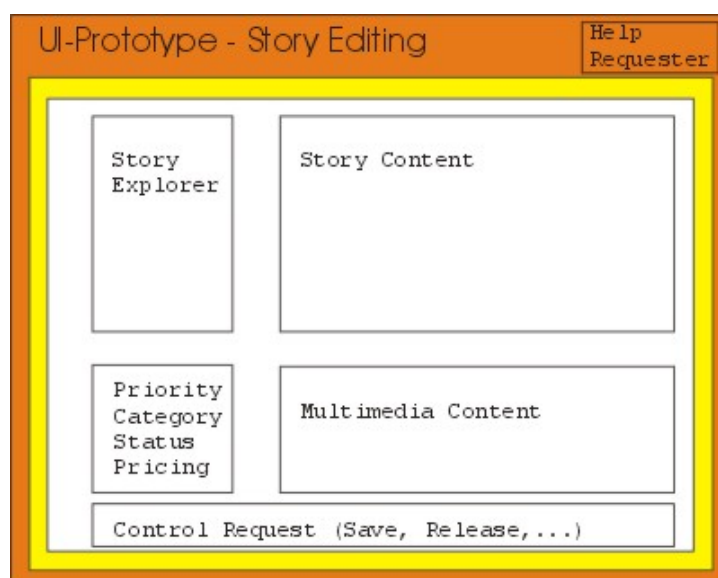 UI-Prototype - Story Editing
Help
Requester
Story
Explorer
Story Content
Priority
Category
Status
Pricing
Multimedia Content
Control Request (Save, Release,...)